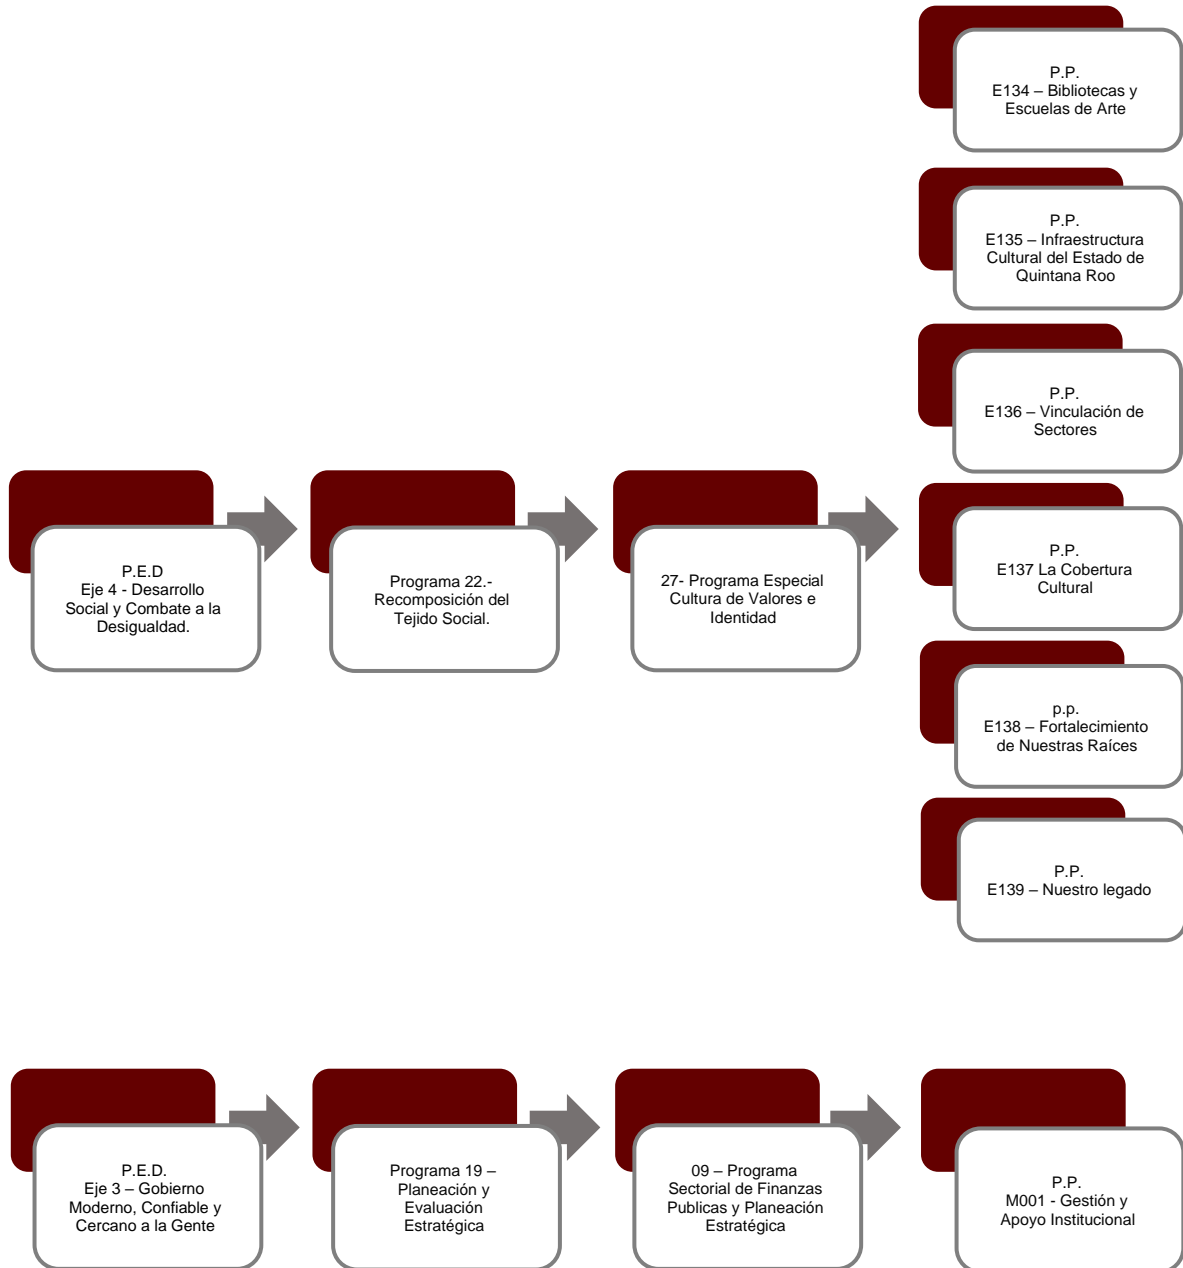 P.P.
E134 – Bibliotecas y
Escuelas de Arte
P.P.
E135 – Infraestructura
Cultural del Estado de
Quintana Roo
P.P.
E136 – Vinculación de
Sectores
P.E.D
Eje 4 - Desarrollo
Social y Combate a la
Desigualdad.
Programa 22.-
Recomposición del
Tejido Social.
27- Programa Especial
Cultura de Valores e
Identidad
P.P.
E137 La Cobertura
Cultural
p.p.
E138 – Fortalecimiento
de Nuestras Raíces
P.P.
E139 – Nuestro legado
P.E.D.
Eje 3 – Gobierno
Moderno, Confiable y
Cercano a la Gente
Programa 19 –
Planeación y
Evaluación
Estratégica
09 – Programa
Sectorial de Finanzas
Publicas y Planeación
Estratégica
P.P.
M001 - Gestión y
Apoyo Institucional